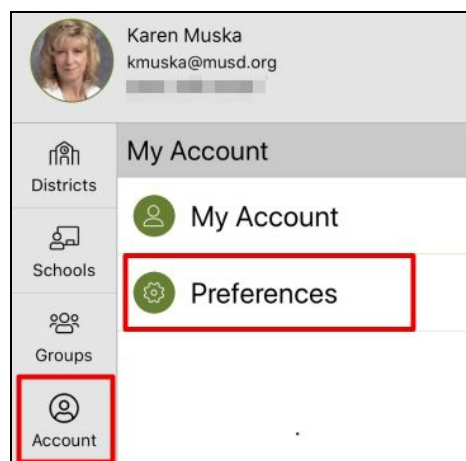 Karen Muska
kmuska@musd.org
My Account
Districts
My Account
Schools
Preferences
Groups
Account